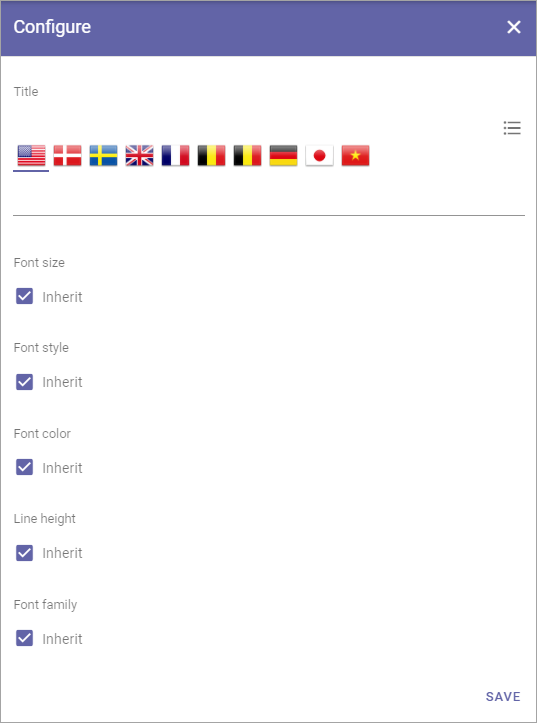 Configure
Title
Font size
Inherit
Font style
Inherit
Font color
Inherit
Line height
Inherit
Font family
Inherit
SAVE